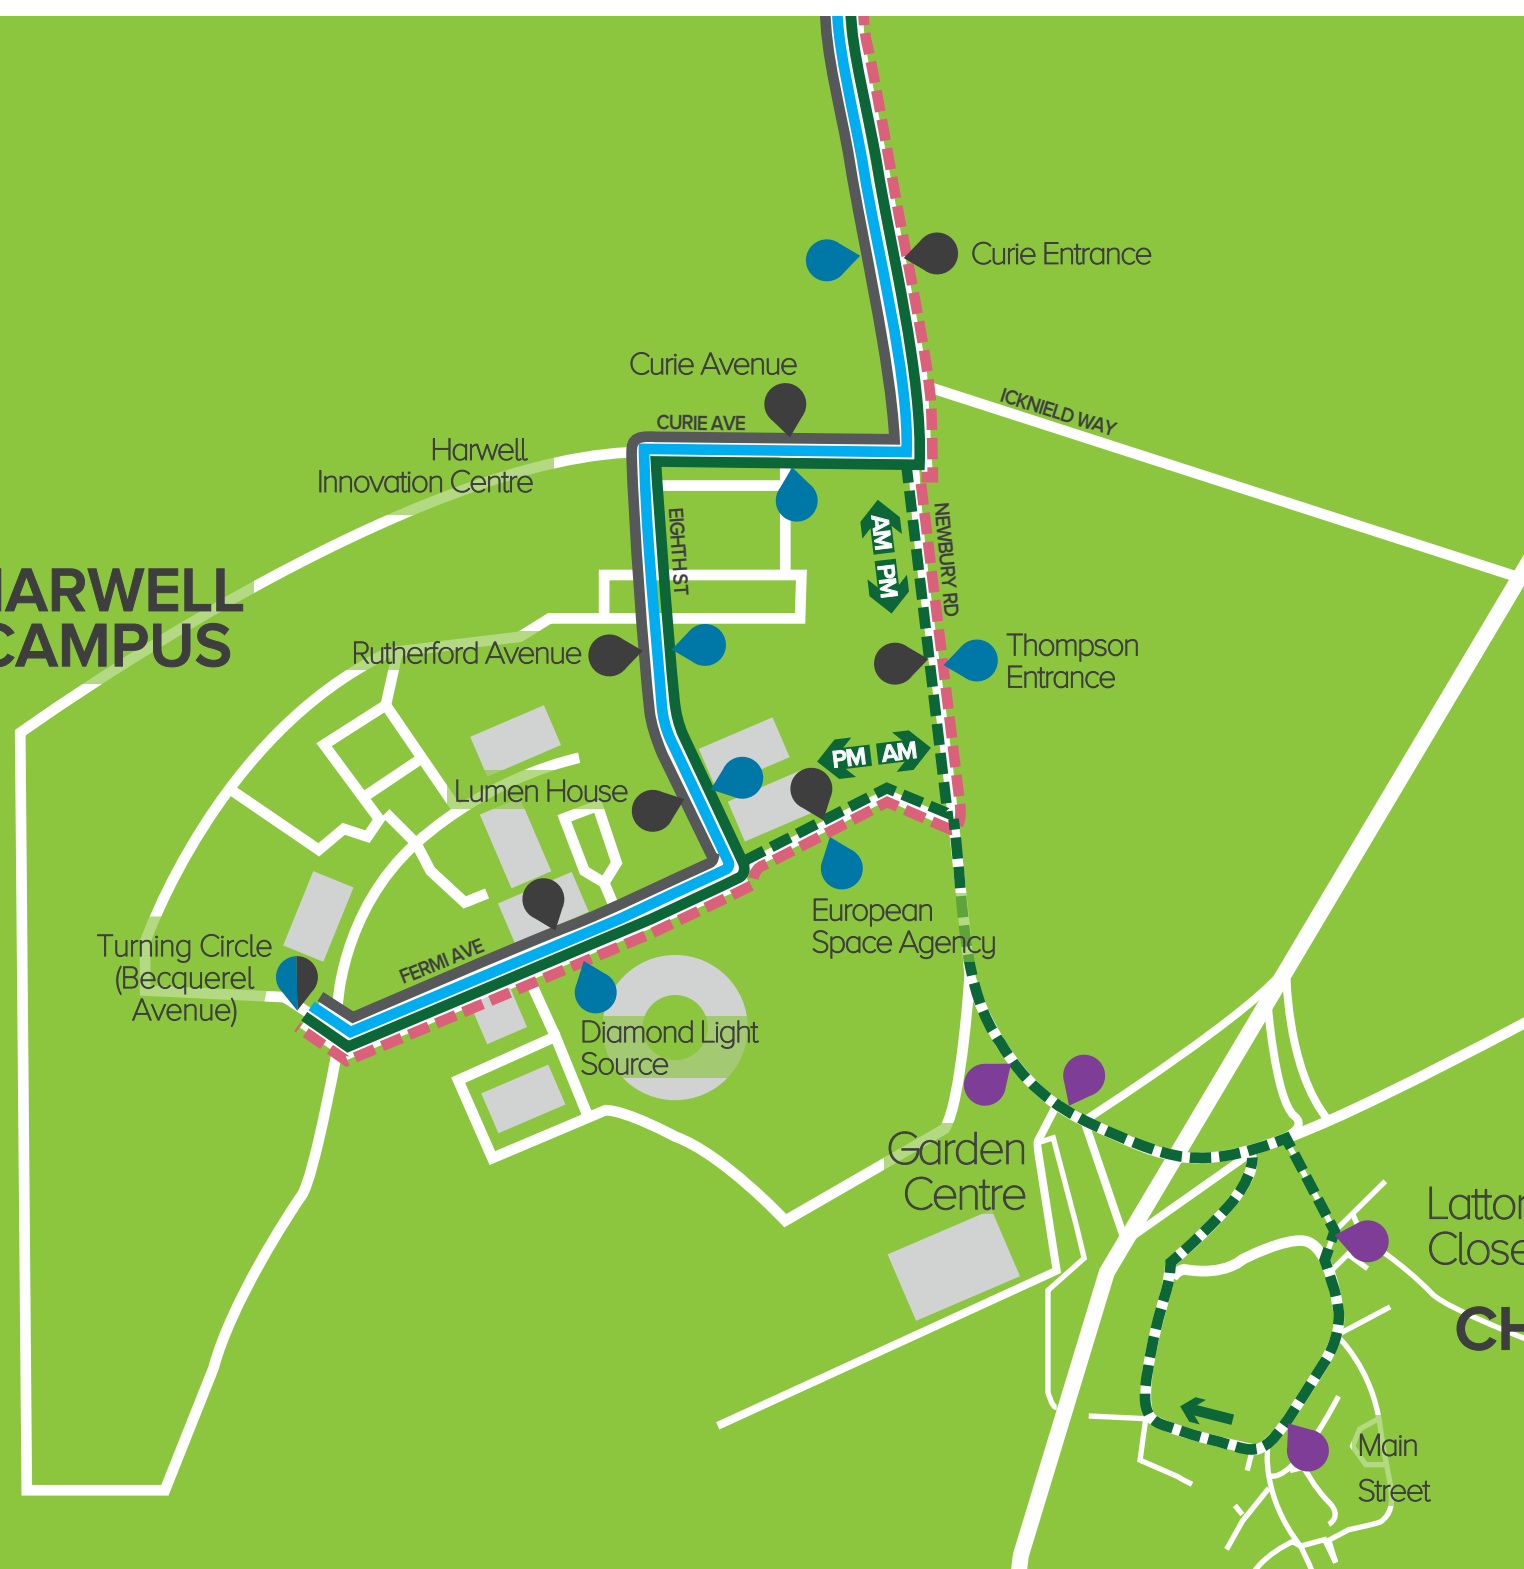 Curie Entrance
Curie Avenue
CURIE AVE
ICKNIELD WAY
Harwell
Innovation Centre
EIGHTH ST
AM
PM
NEWBURY RD
HARWELL
CAMPUS
Rutherford Avenue
Thompson
Entrance
PM
AM
Lumen House
European
Space Agency
FERMI AVE
Turning Circle
(Becquerel
Avenue)
Diamond Light
Source
Garden
Centre
Latton
Close
CH
Main
Street